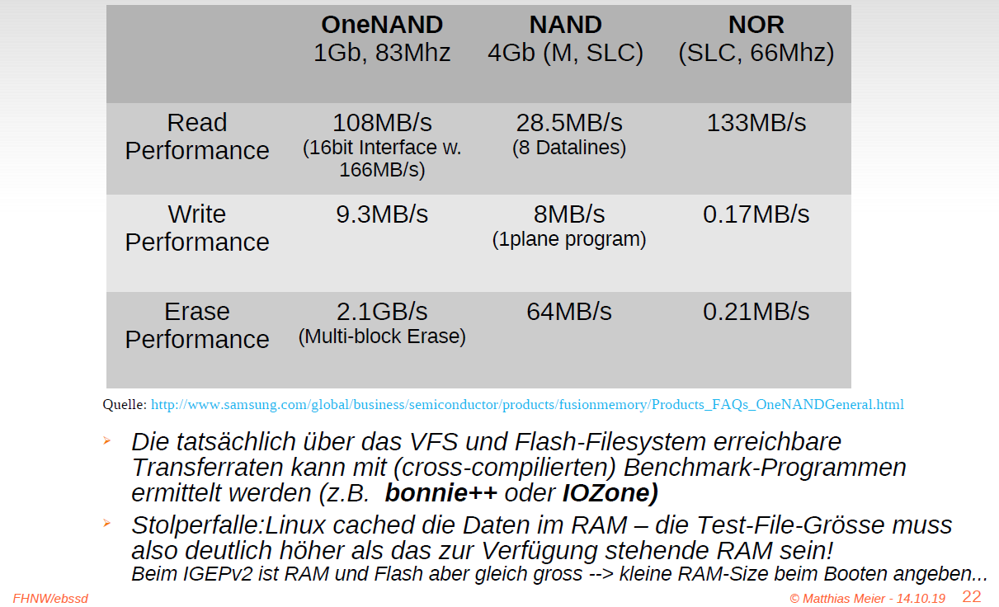 OneNAND NAND NOR
1Gb, 83Mhz 4Gb (M, SLC) (SLC, 66Mhz)
Read 108MB/s 28.5MB/s 133MB/s
Performance (16bit Interface w. (8 Datalines)
166MB/s)
Write 9.3MB/s 8MB/s 0.17MB/s
Performance (1plane program)
Erase 2.1GB/s 64MB/s 0.21MB/s
Performance (Multi-block Erase)
Quelle: http://www.samsung.com/global/business/semiconductor/products/fusionmemory/Products_FAQs_OneNANDGeneral.html
Die tatsächlich über das VFS und Flash-Filesystem erreichbare
Transferraten kann mit (cross-compilierten) Benchmark-Programmen
ermittelt werden (z.B. bonnie++ oder IOZone)
Stolperfalle:Linux cached die Daten im RAM – die Test-File-Grösse muss
also deutlich höher als das zur Verfügung stehende RAM sein!
Beim IGEPv2 ist RAM und Flash aber gleich gross --> kleine RAM-Size beim Booten angeben...
FHNW/ebssd © Matthias Meier - 14.10.19 22